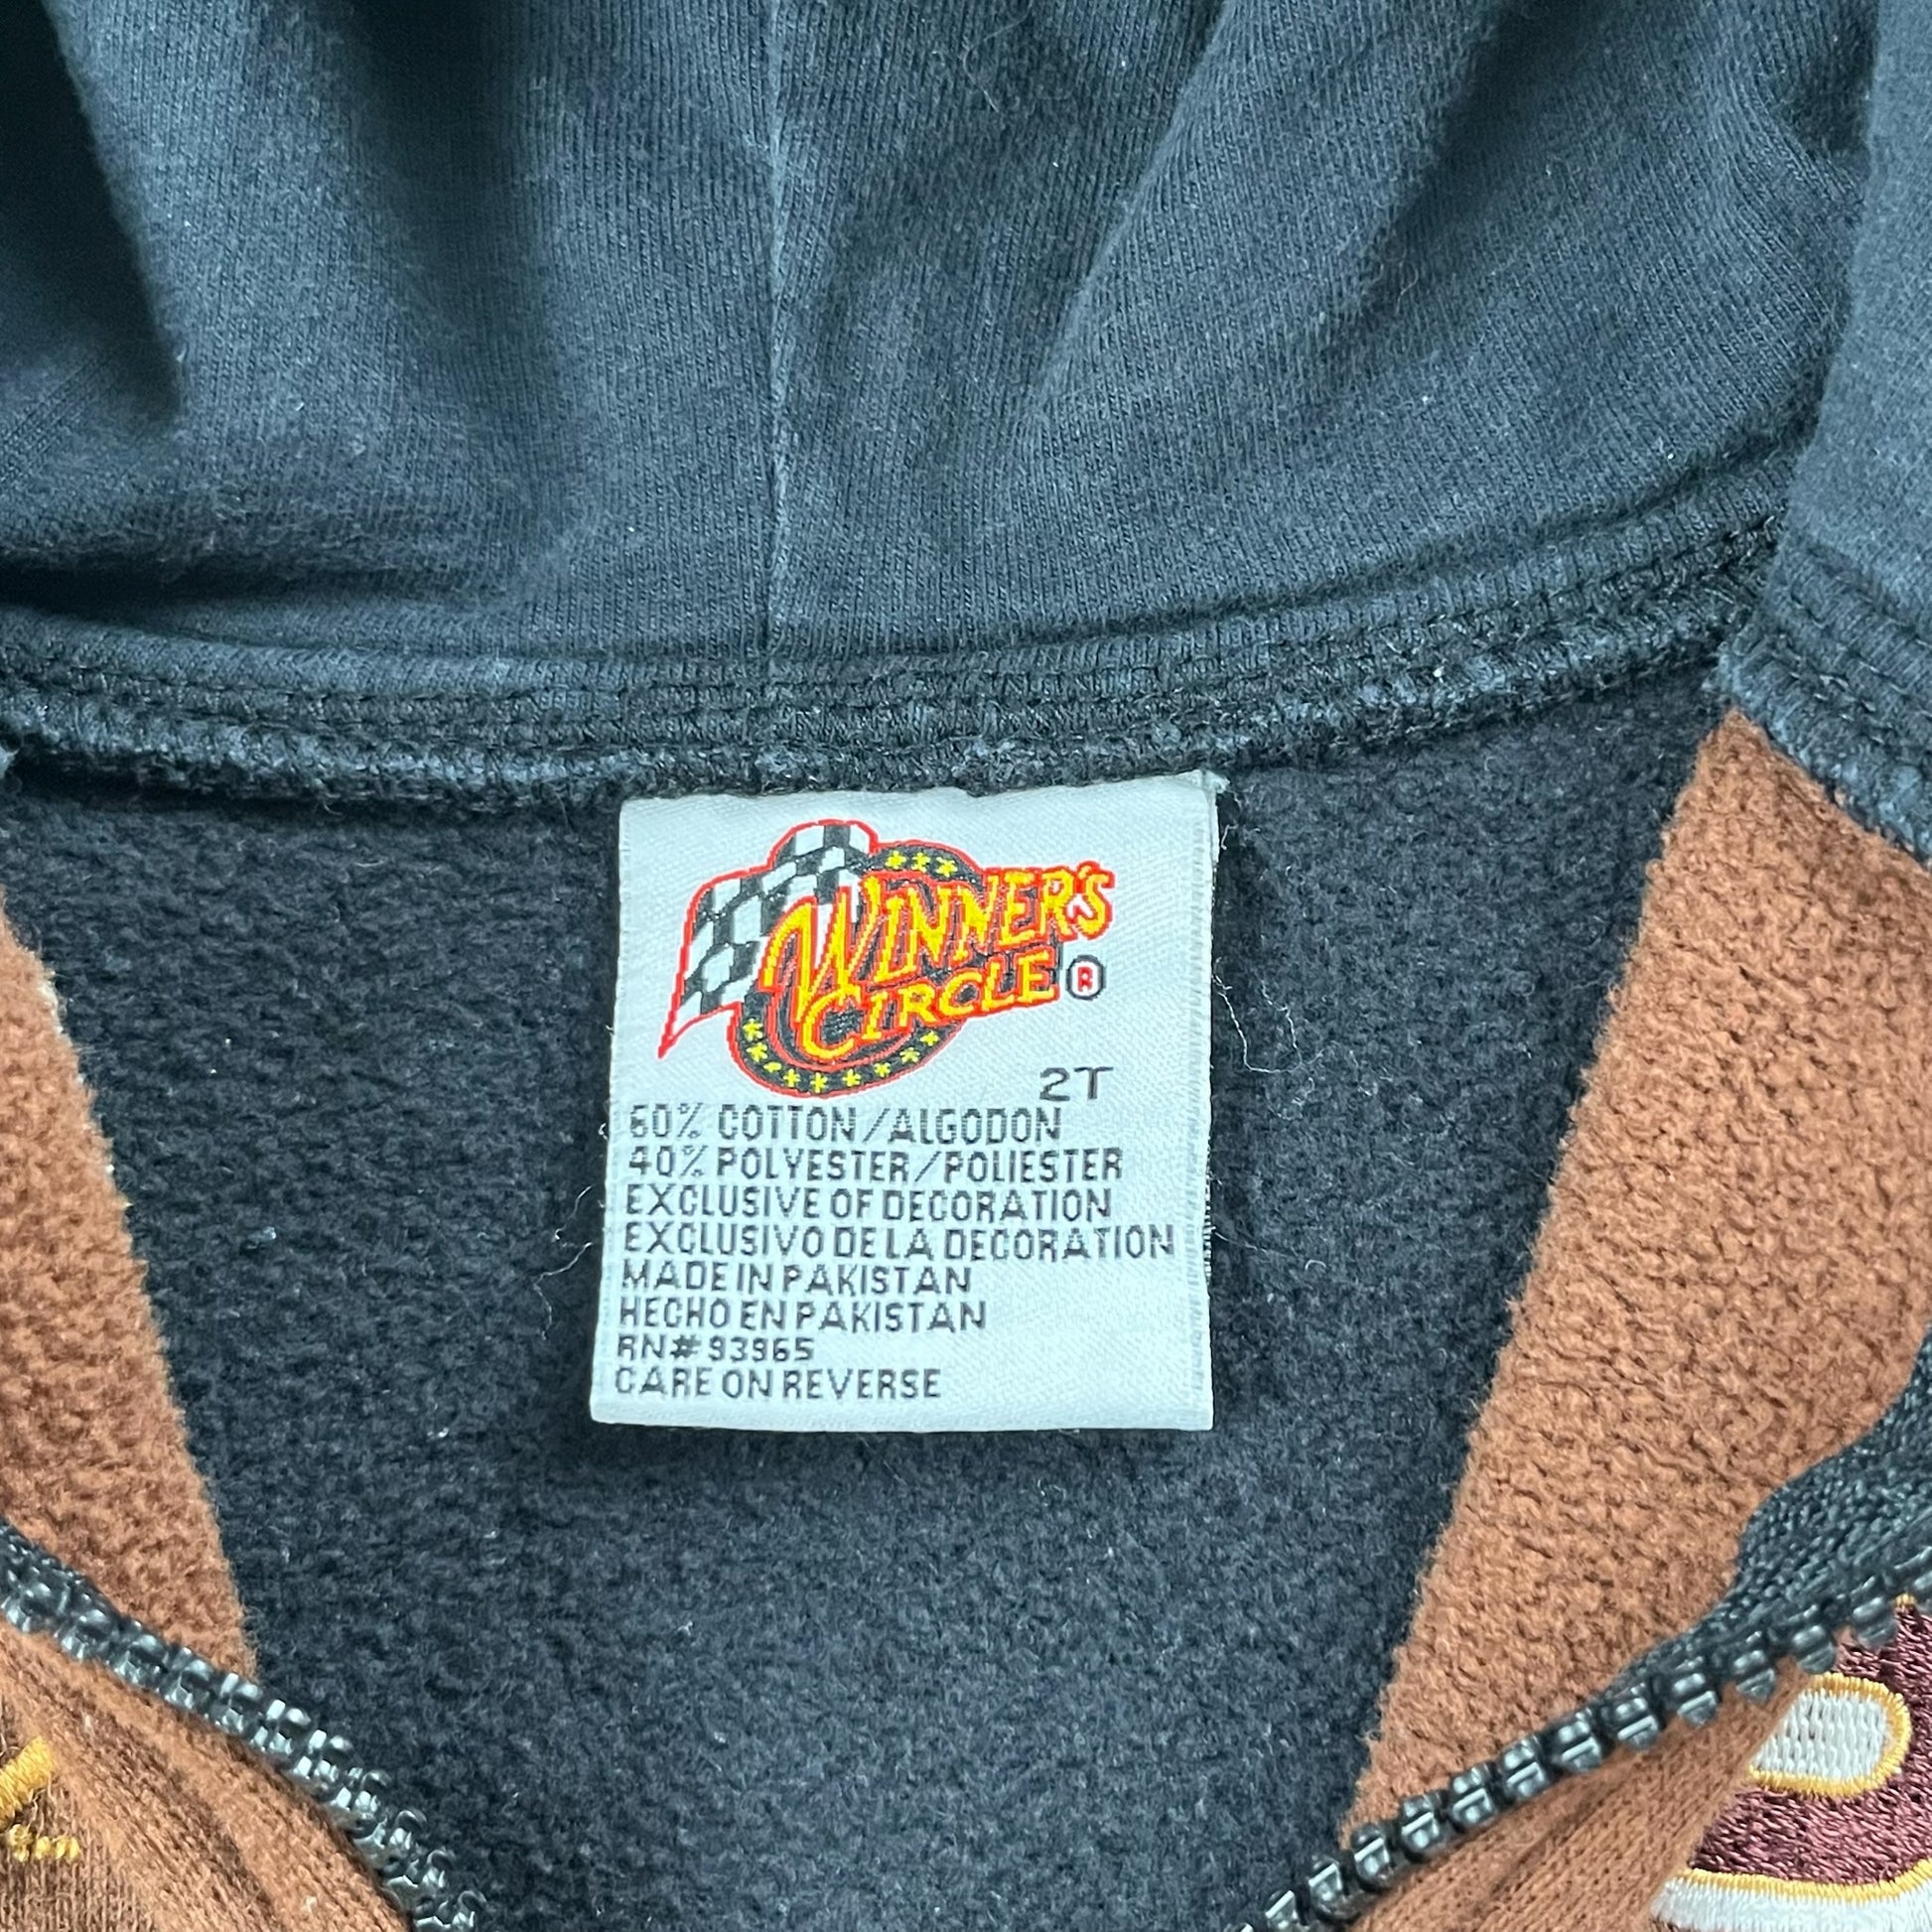 WINNER'S
CIRCLE ®
2T
60% COTTON/ALGODON
40% POLYESTER/POLIESTER
EXCLUSIVE OF DECORATION
EXCLUSIVO DE LA DECORATION
MADE IN PAKISTAN
HECHO EN PAKISTAN
RN# 93965
CARE ON REVERSE